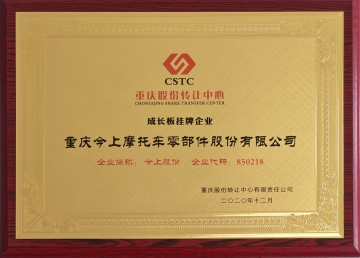 CSTC
重庆股份转让中心
CHONGQING SHARE TRANSFER CENTER
成长板挂牌企业
重庆今上摩托车零部件股份有限公司
企业简称: 今上股份 企业代码: 850218
重庆股份转让中心有限责任公司
二〇二〇年十二月